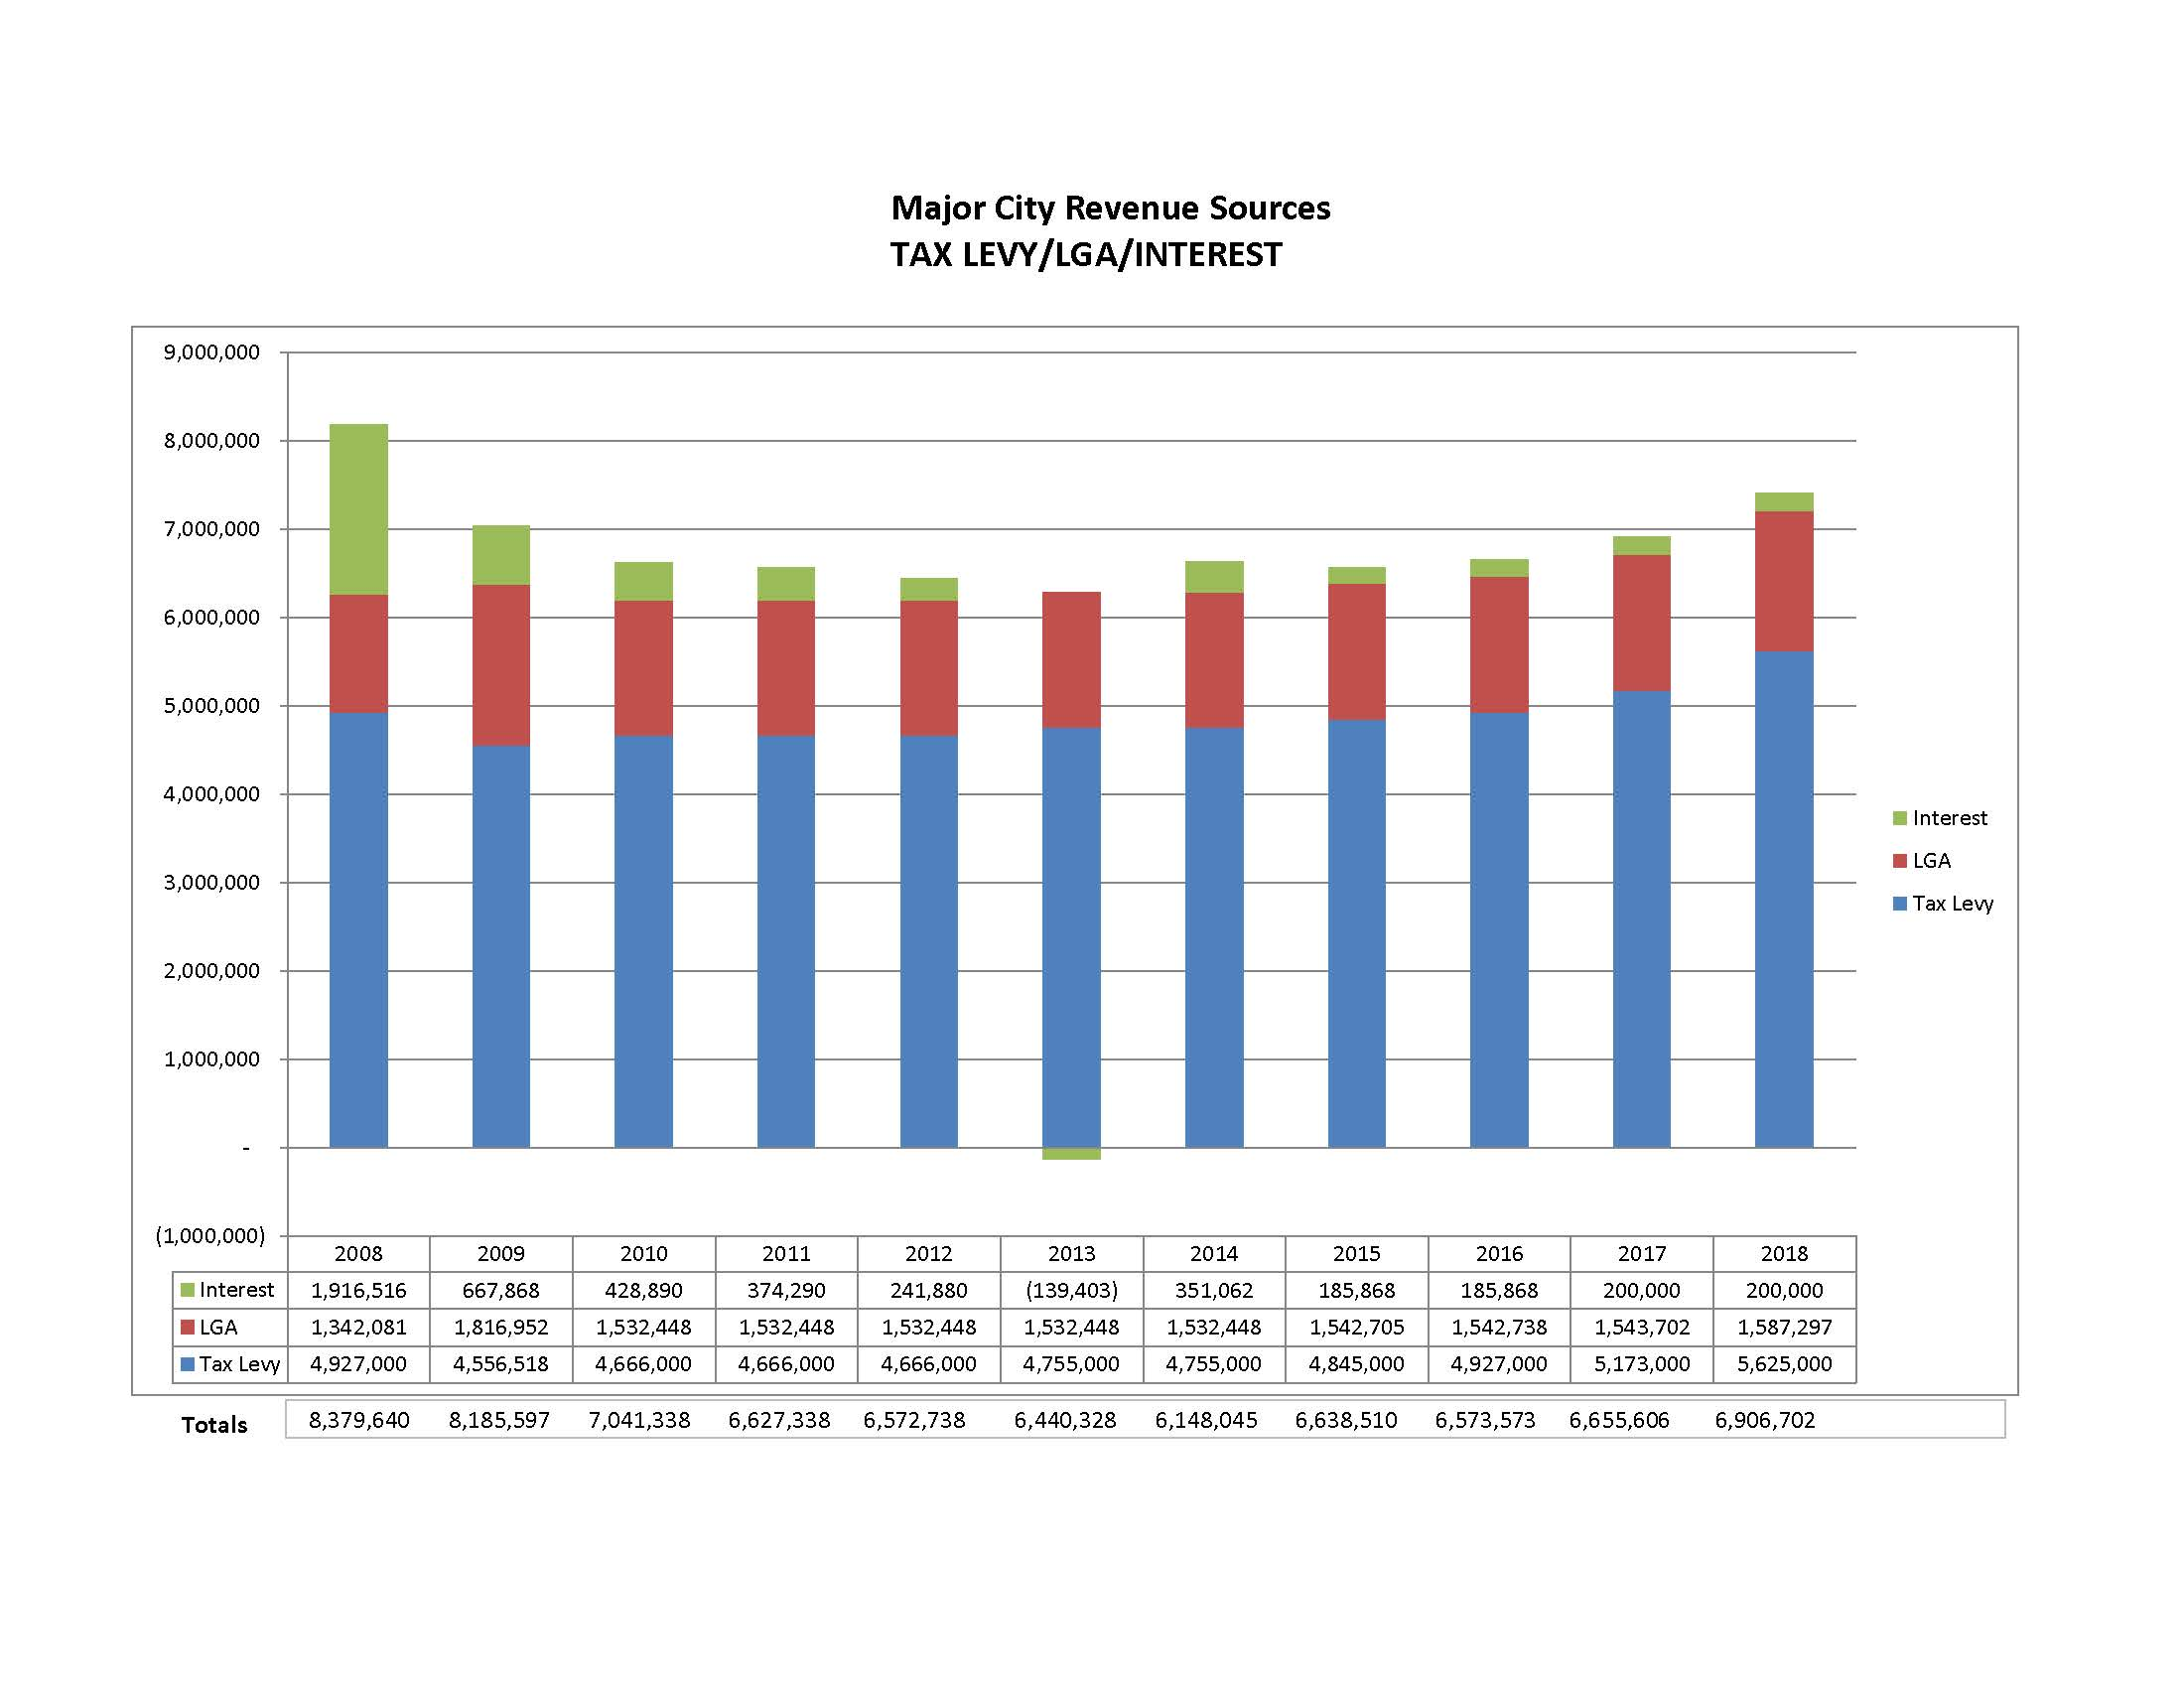 Major City Revenue Sources
TAX LEVY/LGA/INTEREST
9,000,000
8,000,000
7,000,000
6,000,000
5,000,000
4,000,000
3,000,000
2,000,000
1,000,000
-
(1,000,000)
Interest
LGA
Tax Levy
2008 2009 2010 2011 2012 2013 2014 2015 2016 2017 2018
Interest 1,916,516 667,868 428,890 374,290 241,880 (139,403) 351,062 185,868 185,868 200,000 200,000
LGA 1,342,081 1,816,952 1,532,448 1,532,448 1,532,448 1,532,448 1,532,448 1,542,705 1,542,738 1,543,702 1,587,297
Tax Levy 4,927,000 4,556,518 4,666,000 4,666,000 4,666,000 4,755,000 4,755,000 4,845,000 4,927,000 5,173,000 5,625,000
Totals 8,379,640 8,185,597 7,041,338 6,627,338 6,572,738 6,440,328 6,148,045 6,638,510 6,573,573 6,655,606 6,906,702